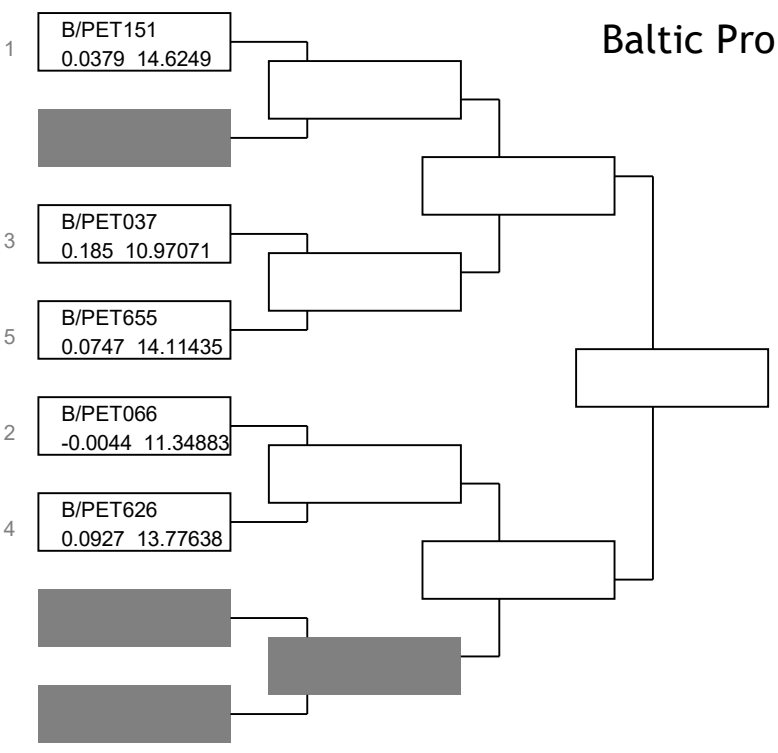 Baltic Pro
1
B/PET151
0.0379 14.6249
3
B/PET037
0.185 10.97071
5
B/PET655
0.0747 14.11435
2
B/PET066
-0.0044 11.34883
4
B/PET626
0.0927 13.77638